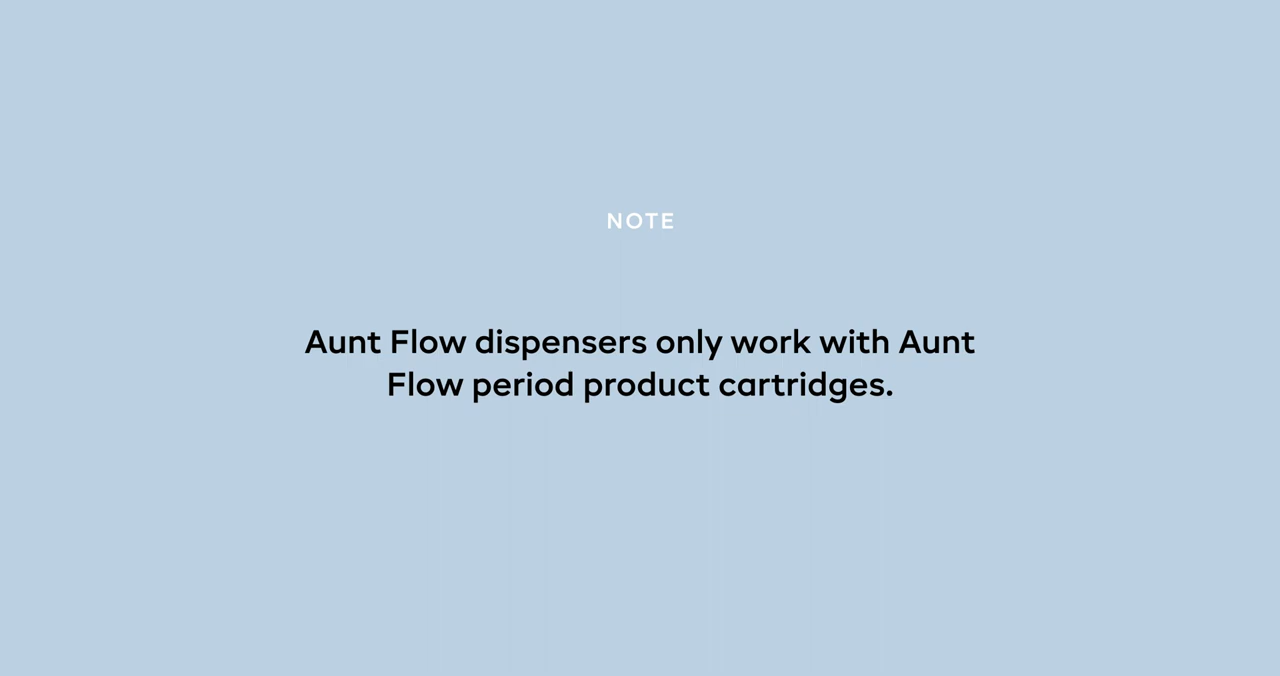 NOTE
Aunt Flow dispensers only work with Aunt
Flow period product cartridges.